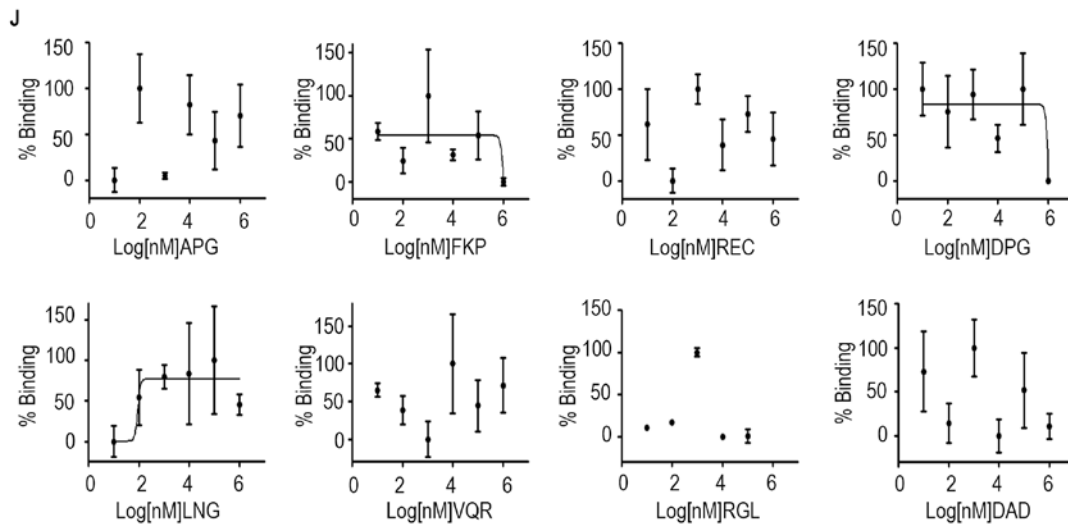 J
150
100
50
0
% Binding
0 2 4 6
Log[nM]APG
150
100
50
0
% Binding
0 2 4 6
Log[nM]FKP
150
100
50
0
% Binding
0 2 4 6
Log[nM]REC
150
100
50
0
% Binding
0 2 4 6
Log[nM]DPG
150
100
50
0
% Binding
0 2 4 6
Log[nM]LNG
150
100
50
0
% Binding
0 2 4 6
Log[nM]VQR
150
100
50
0
% Binding
0 2 4 6
Log[nM]RGL
150
100
50
0
% Binding
0 2 4 6
Log[nM]DAD